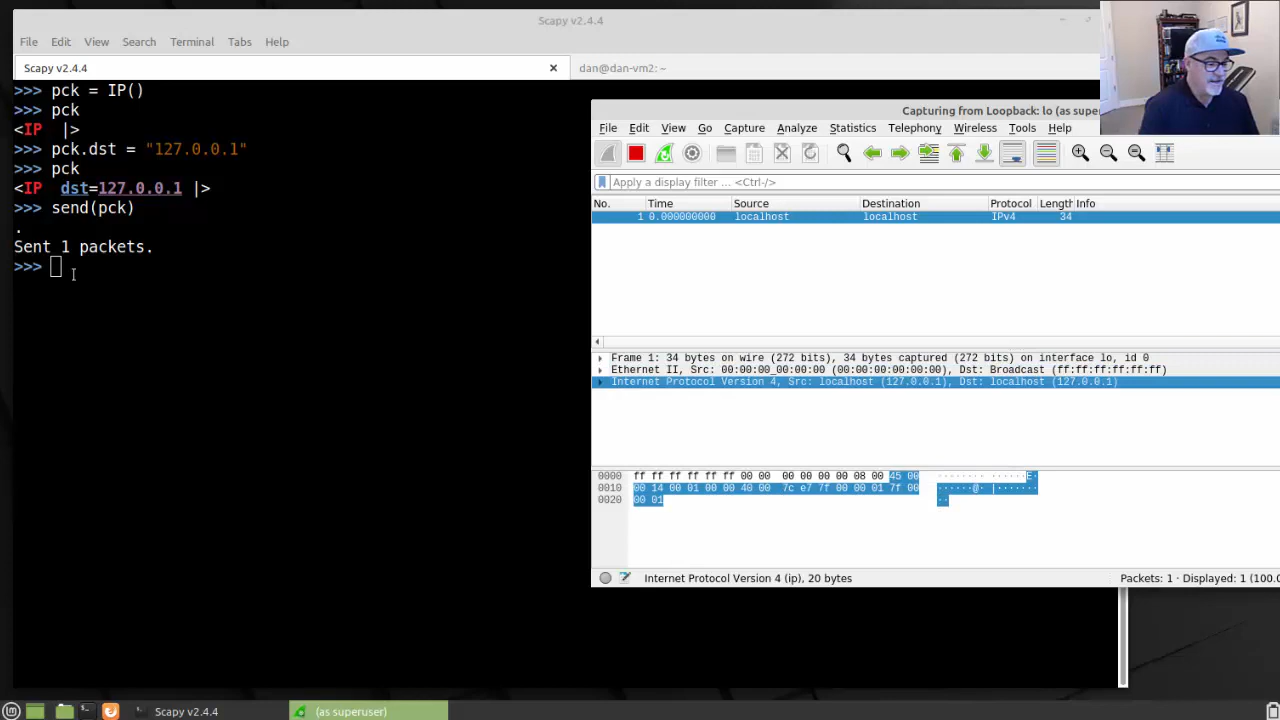 Scapy v2.4.4
File Edit View Search Terminal Tabs Help
Scapy v2.4.4
dan@dan-vm2: ~
>>> pck = IP()
>>> pck
<IP  |>
>>> pck.dst = "127.0.0.1"
>>> pck
<IP  dst=127.0.0.1 |>
>>> send(pck)
.
Sent 1 packets.
>>>
Capturing from Loopback: lo (as super
File Edit View Go Capture Analyze Statistics Telephony Wireless Tools Help
Apply a display filter ... <Ctrl-/>
No. Time Source Destination Protocol Length Info
1 0.000000000 localhost localhost IPv4 34
Frame 1: 34 bytes on wire (272 bits), 34 bytes captured (272 bits) on interface lo, id 0
Ethernet II, Src: 00:00:00_00:00:00 (00:00:00:00:00:00), Dst: Broadcast (ff:ff:ff:ff:ff:ff)
Internet Protocol Version 4, Src: localhost (127.0.0.1), Dst: localhost (127.0.0.1)
0000 ff ff ff ff ff ff 00 00 00 00 00 00 08 00 45 00 ········ ······E·
0010 00 14 00 01 00 00 40 00 7c e7 7f 00 00 01 7f 00 ······@· |·······
0020 00 01 ··
Internet Protocol Version 4 (ip), 20 bytes
Packets: 1 · Displayed: 1 (100.0
Scapy v2.4.4
(as superuser)